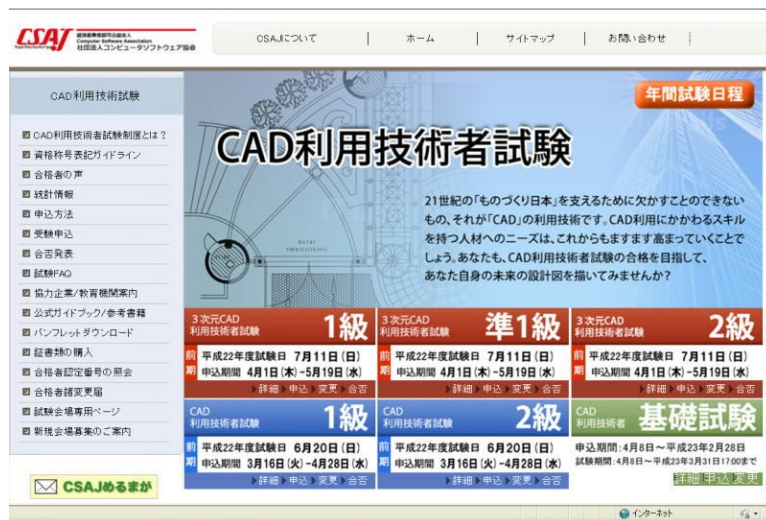 CSAJ
経済産業省認可公益法人
Computer Software Association
社団法人コンピュータソフトウェア協会
CSAJについて
ホーム
サイトマップ
お問い合わせ
CAD利用技術試験
CAD利用技術者試験制度とは?
資格称号表記ガイドライン
合格者の声
統計情報
申込方法
受験申込
合否発表
試験FAQ
協力企業/教育機関案内
公式ガイドブック/参考書籍
パンフレットダウンロード
証書類の購入
合格者認定番号の照会
合格者諸変更届
試験会場専用ページ
新規会場募集のご案内
CSAJめるまが
年間試験日程
CAD利用技術者試験
21世紀の「ものづくり日本」を支えるために欠かすことのできない
もの、それが「CAD」の利用技術です。CAD利用にかかわるスキル
を持つ人材へのニーズは、これからもますます高まっていくことで
しょう。あなたも、CAD利用技術者試験の合格を目指して、
あなた自身の未来の設計図を描いてみませんか?
3次元CAD
利用技術者試験
1級
前期
平成22年度試験日 7月11日(日)
申込期間 4月1日(木)-5月19日(水)
詳細 申込 変更 合否
3次元CAD
利用技術者試験
準1級
前期
平成22年度試験日 7月11日(日)
申込期間 4月1日(木)-5月19日(水)
詳細 申込 変更 合否
3次元CAD
利用技術者試験
2級
前期
平成22年度試験日 7月11日(日)
申込期間 4月1日(木)-5月19日(水)
詳細 申込 変更 合否
CAD
利用技術者試験
1級
前期
平成22年度試験日 6月20日(日)
申込期間 3月16日(火)-4月28日(水)
詳細 申込 変更 合否
CAD
利用技術者試験
2級
前期
平成22年度試験日 6月20日(日)
申込期間 3月16日(火)-4月28日(水)
詳細 申込 変更 合否
CAD
利用技術者
基礎試験
申込期間:4月8日~平成23年2月28日
試験期間:4月8日~平成23年3月31日17:00まで
詳細 申込 変更
インターネット